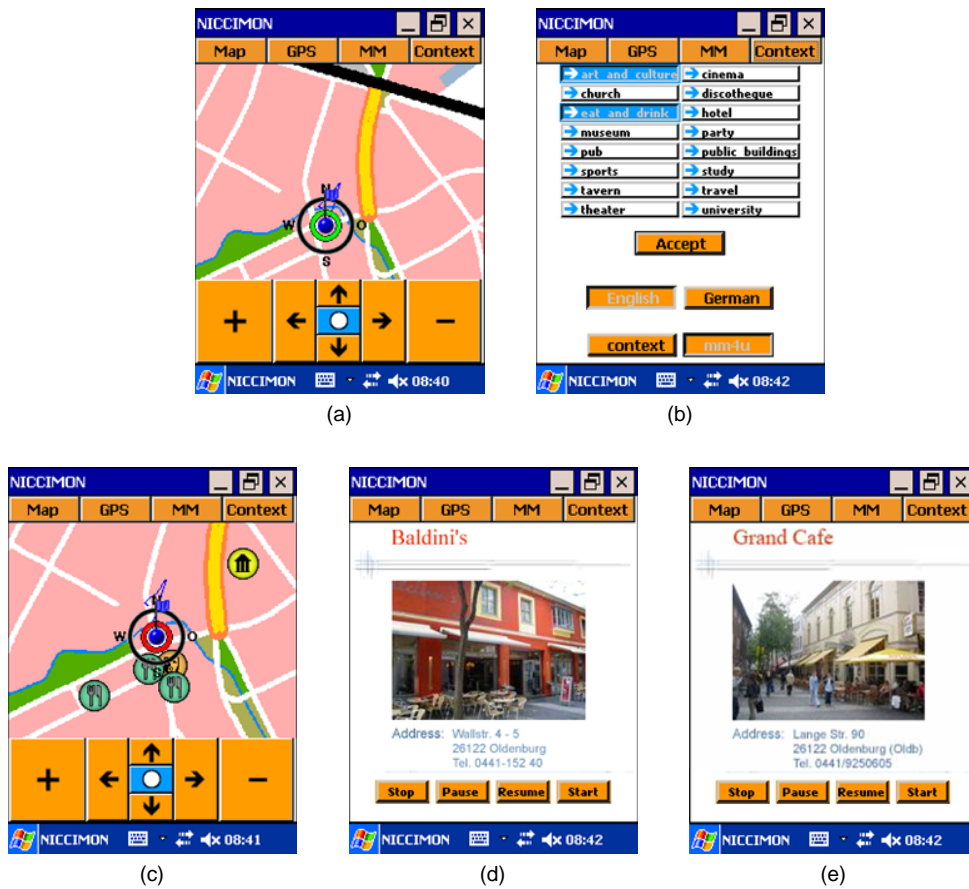 NICCIMON
Map GPS MM Context
N
W O
S
+ -
NICCIMON 08:40
(a)
NICCIMON
Map GPS MM Context
art and culture cinema
church discotheque
eat and drink hotel
museum party
pub public buildings
sports study
tavern travel
theater university
Accept
English German
context mm4u
NICCIMON 08:42
(b)
NICCIMON
Map GPS MM Context
N
W O
S
+ -
NICCIMON 08:41
(c)
NICCIMON
Map GPS MM Context
Baldini's
Address: Wallstr. 4 - 5
26122 Oldenburg
Tel. 0441-152 40
Stop Pause Resume Start
NICCIMON 08:42
(d)
NICCIMON
Map GPS MM Context
Grand Cafe
Address: Lange Str. 90
26122 Oldenburg (Oldb)
Tel. 0441/9250605
Stop Pause Resume Start
NICCIMON 08:42
(e)